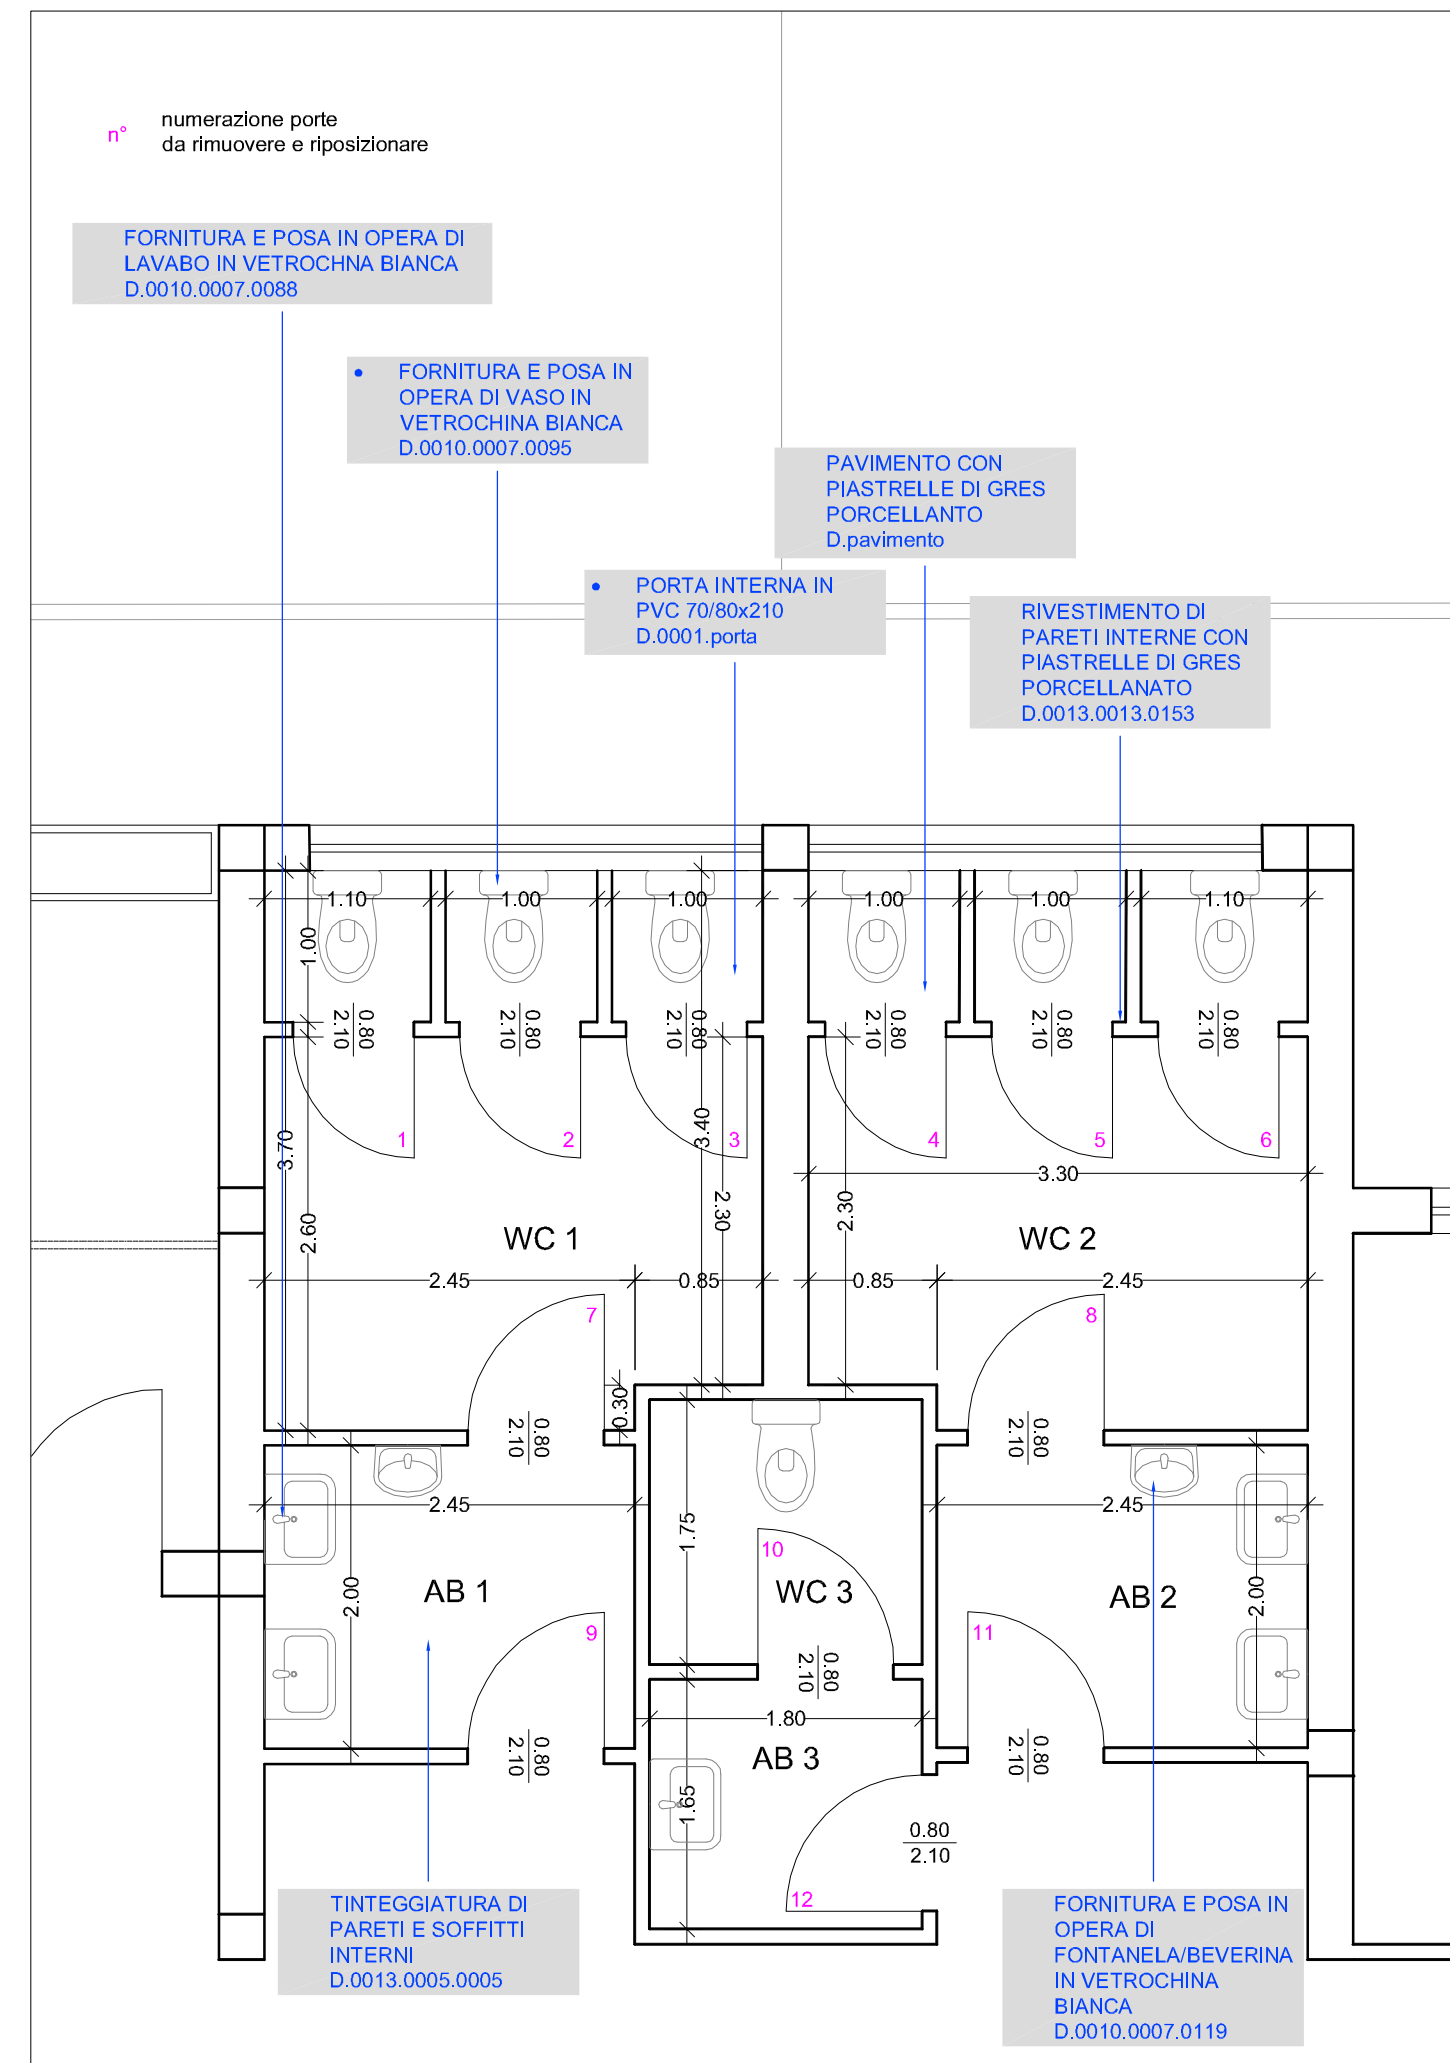 n°
numerazione porte
da rimuovere e riposizionare
FORNITURA E POSA IN OPERA DI
LAVABO IN VETROCHNA BIANCA
D.0010.0007.0088
• FORNITURA E POSA IN
OPERA DI VASO IN
VETROCHINA BIANCA
D.0010.0007.0095
PAVIMENTO CON
PIASTRELLE DI GRES
PORCELLANTO
D.pavimento
• PORTA INTERNA IN
PVC 70/80x210
D.0001.porta
RIVESTIMENTO DI
PARETI INTERNE CON
PIASTRELLE DI GRES
PORCELLANATO
D.0013.0013.0153
1.10
1.00
1.00
1.00
1.00
1.10
1.00
0.80
2.10
0.80
2.10
0.80
2.10
0.80
2.10
0.80
2.10
0.80
2.10
1
2
3
4
5
6
3.70
3.40
3.30
2.60
2.30
2.30
WC 1
WC 2
2.45
0.85
0.85
2.45
7
8
0.30
0.80
2.10
0.80
2.10
2.45
2.45
1.75
10
AB 1
WC 3
AB 2
2.00
2.00
9
11
0.80
2.10
1.80
0.80
2.10
AB 3
0.80
2.10
1.65
0.80
2.10
12
TINTEGGIATURA DI
PARETI E SOFFITTI
INTERNI
D.0013.0005.0005
FORNITURA E POSA IN
OPERA DI
FONTANELA/BEVERINA
IN VETROCHINA
BIANCA
D.0010.0007.0119